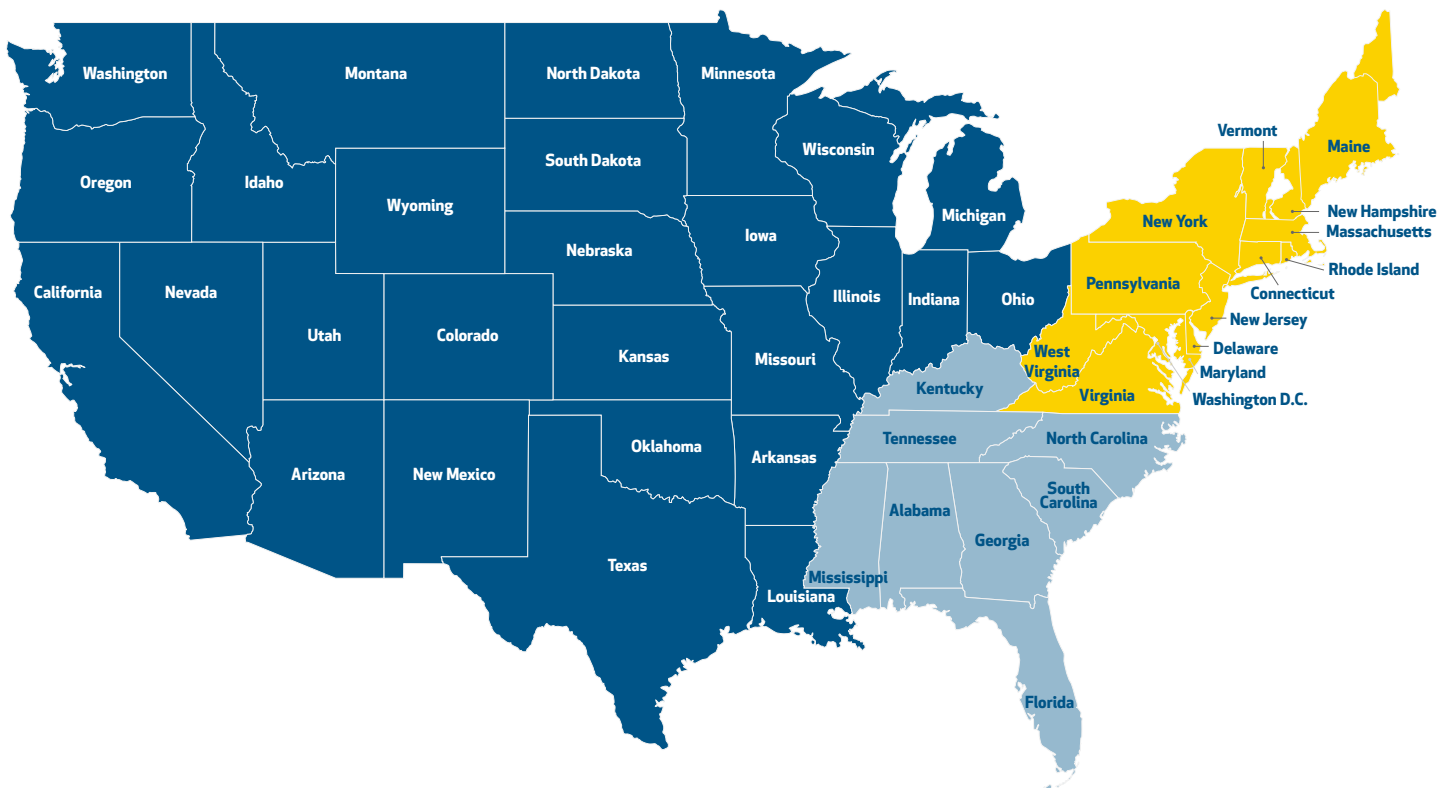 Washington
Montana
North Dakota
Minnesota
Vermont
Maine
Wisconsin
South Dakota
Oregon
Idaho
Wyoming
Michigan
New York
New Hampshire
Massachusetts
Iowa
Nebraska
Rhode Island
Pennsylvania
California
Nevada
Illinois
Indiana
Ohio
Connecticut
New Jersey
Utah
Colorado
Delaware
West
Virginia
Kansas
Missouri
Maryland
Kentucky
Virginia
Washington D.C.
Tennessee
North Carolina
Oklahoma
Arkansas
Arizona
New Mexico
South
Carolina
Alabama
Georgia
Texas
Mississippi
Louisiana
Florida